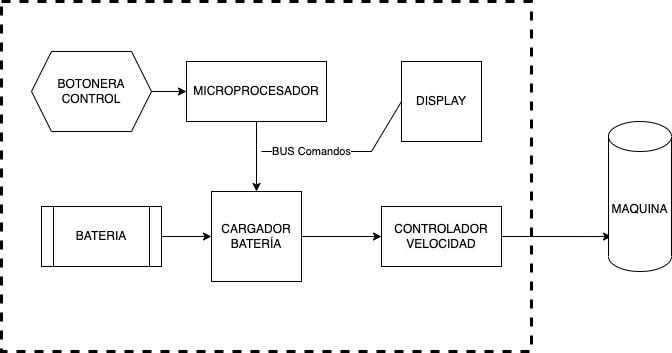 BOTONERA
CONTROL
MICROPROCESADOR
DISPLAY
BUS Comandos
MAQUINA
BATERIA
CARGADOR
BATERÍA
CONTROLADOR
VELOCIDAD